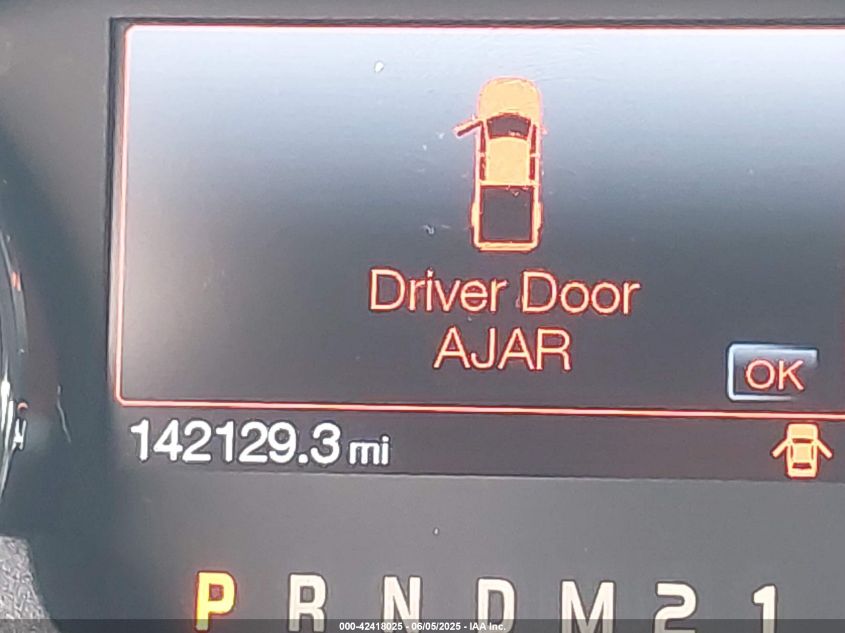 Driver Door
AJAR
OK
142129.3 mi
P R N D M 2 1
000-42418025 - 06/05/2025 - IAA Inc.